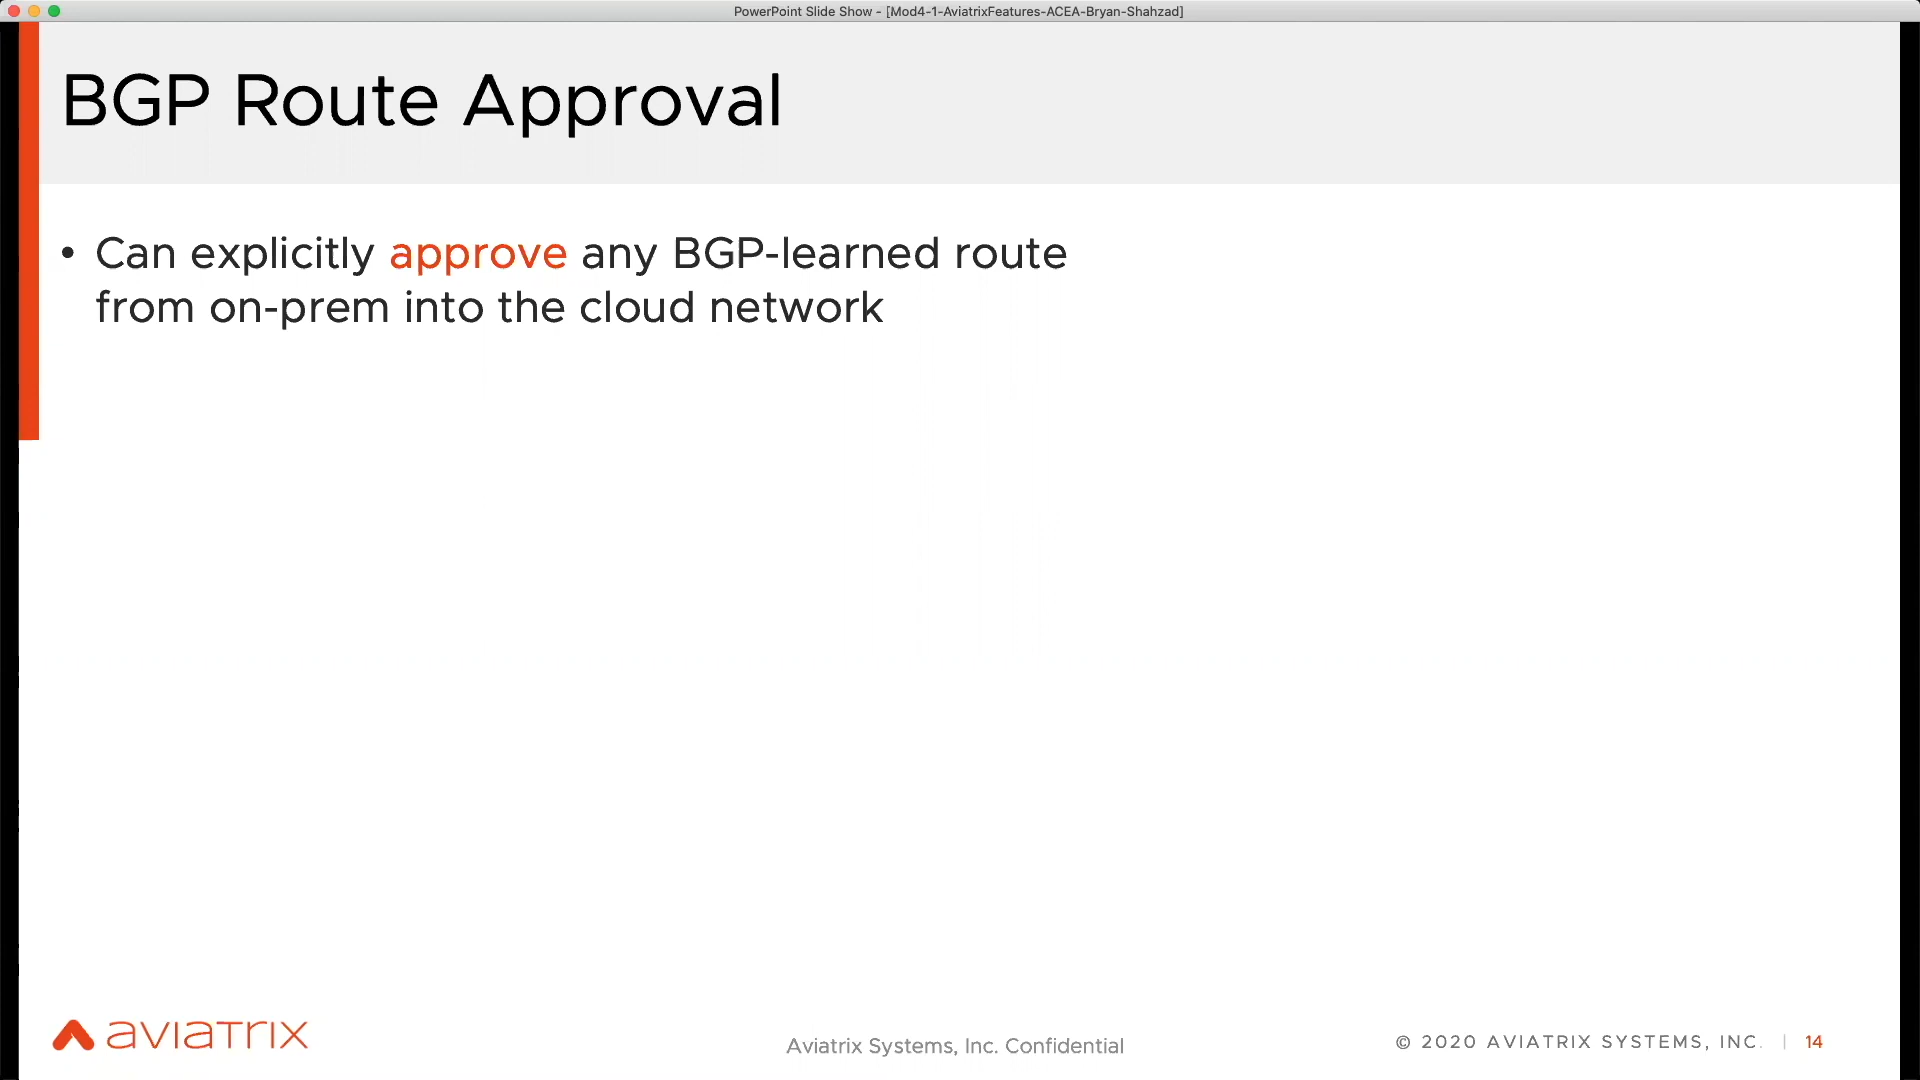 PowerPoint Slide Show - [Mod4-1-AviatrixFeatures-ACEA-Bryan-Shahzad]
BGP Route Approval
• Can explicitly approve any BGP-learned route
from on-prem into the cloud network
aviatrix
Aviatrix Systems, Inc. Confidential
© 2020 AVIATRIX SYSTEMS, INC. | 14